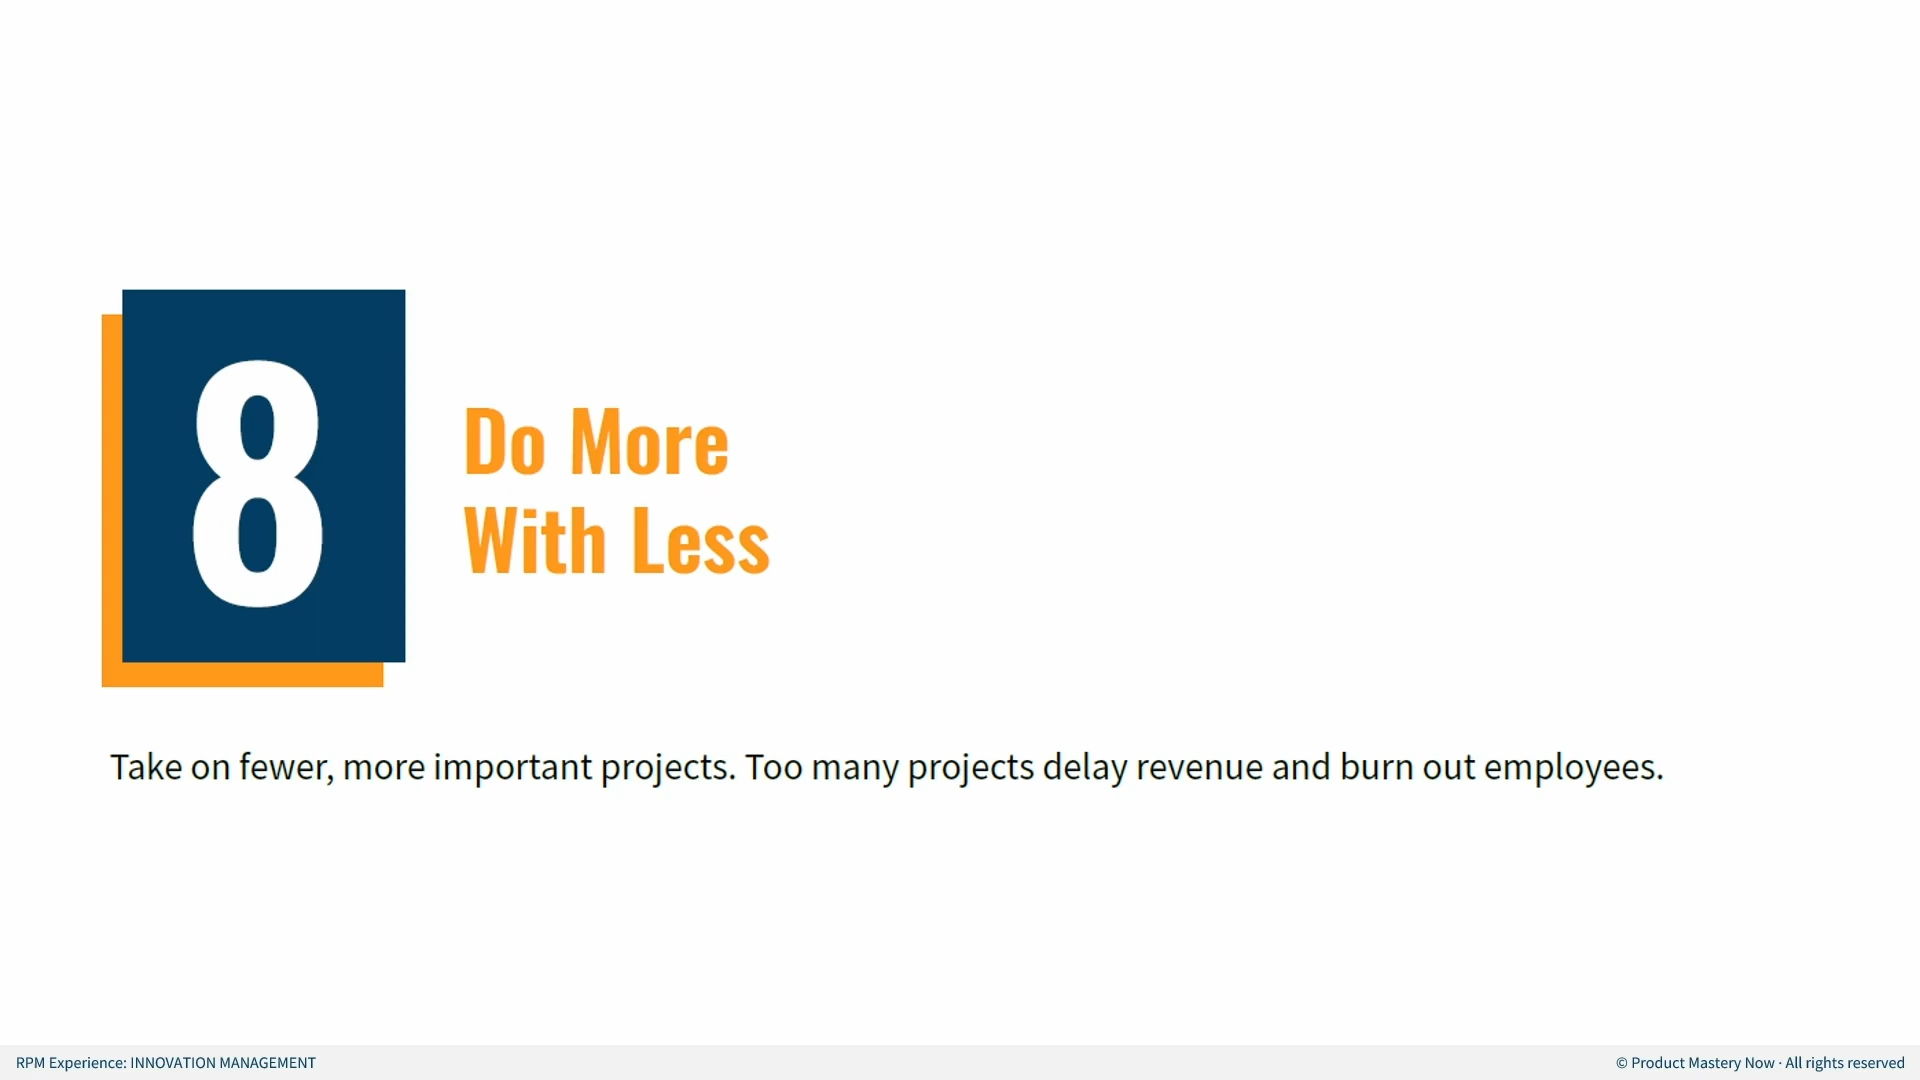 8
Do More
With Less
Take on fewer, more important projects. Too many projects delay revenue and burn out employees.
RPM Experience: INNOVATION MANAGEMENT
© Product Mastery Now · All rights reserved